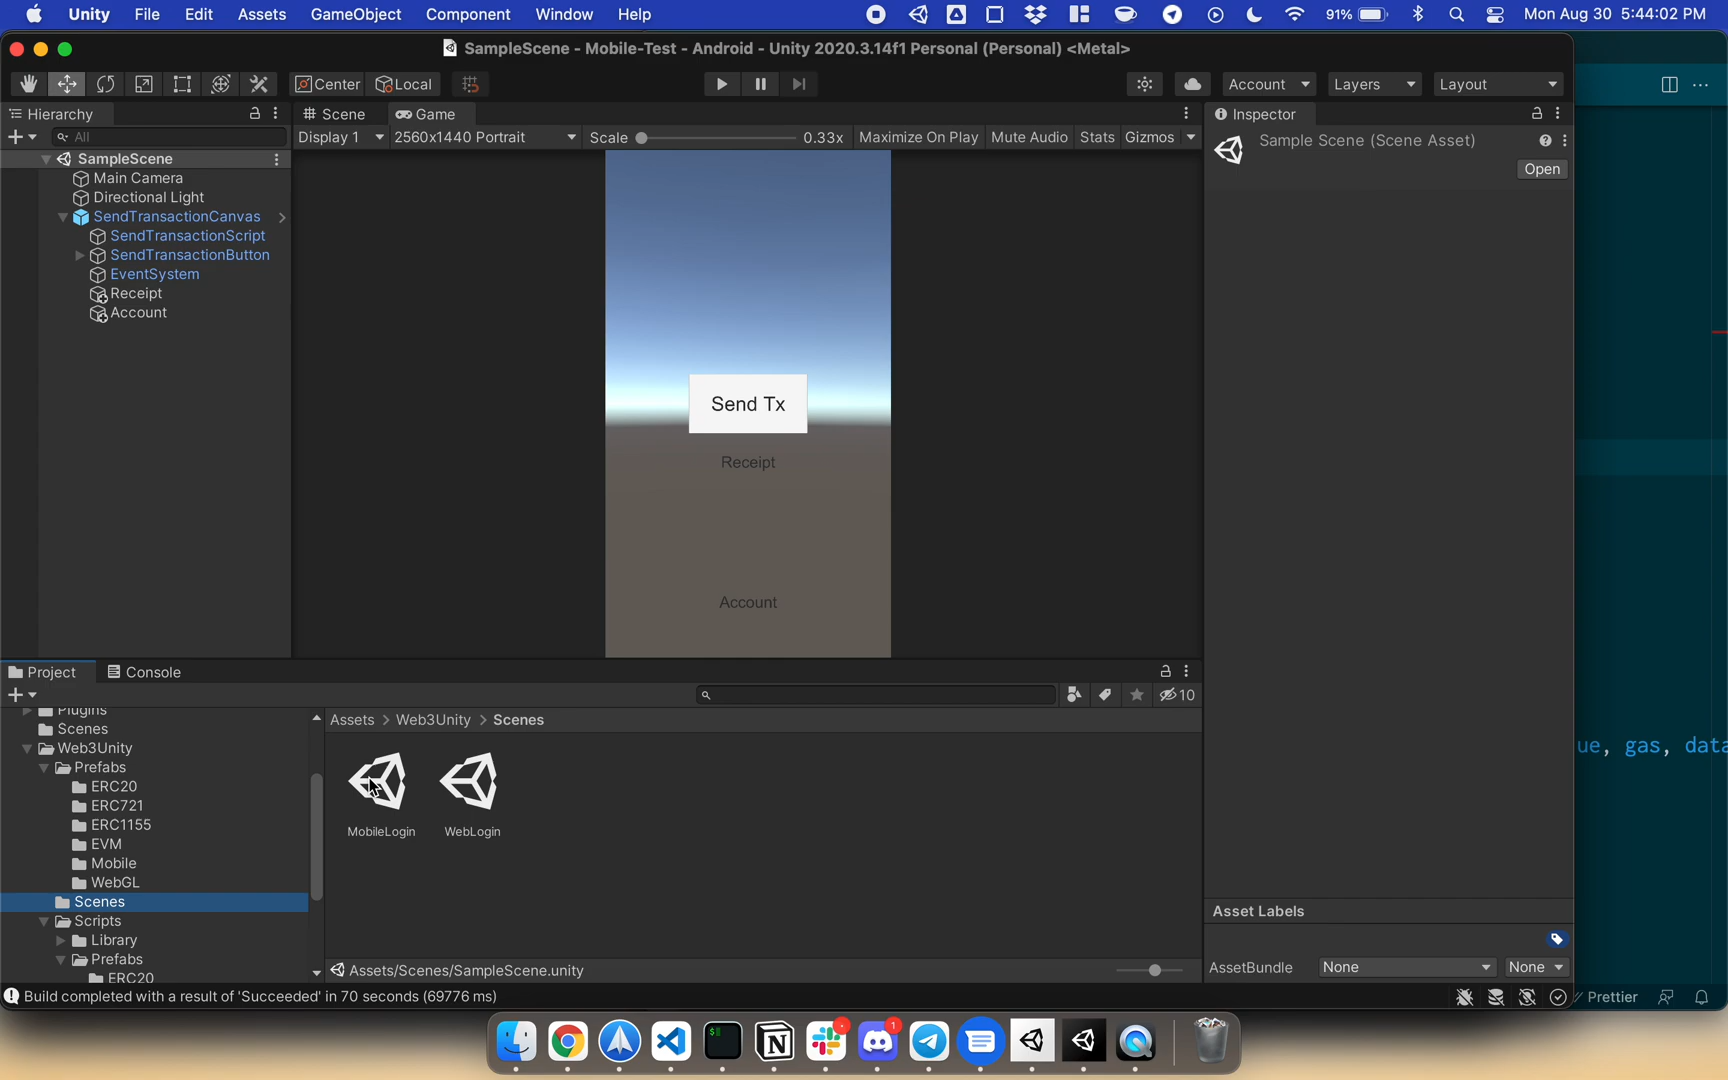 Unity File Edit Assets GameObject Component Window Help 91% Mon Aug 30 5:44:02 PM
SampleScene - Mobile-Test - Android - Unity 2020.3.14f1 Personal (Personal) <Metal>
Center Local Account Layers Layout
Hierarchy
All
SampleScene
Main Camera
Directional Light
SendTransactionCanvas
SendTransactionScript
SendTransactionButton
EventSystem
Receipt
Account
Scene Game
Display 1 2560x1440 Portrait Scale 0.33x Maximize On Play Mute Audio Stats Gizmos
Send Tx
Receipt
Account
Inspector
Sample Scene (Scene Asset)
Open
Project Console
10
Plugins
Scenes
Web3Unity
Prefabs
ERC20
ERC721
ERC1155
EVM
Mobile
WebGL
Scenes
Scripts
Library
Prefabs
ERC20
Assets > Web3Unity > Scenes
MobileLogin WebLogin
Assets/Scenes/SampleScene.unity
Asset Labels
AssetBundle None None
Build completed with a result of 'Succeeded' in 70 seconds (69776 ms)
ue, gas, data
Prettier
1